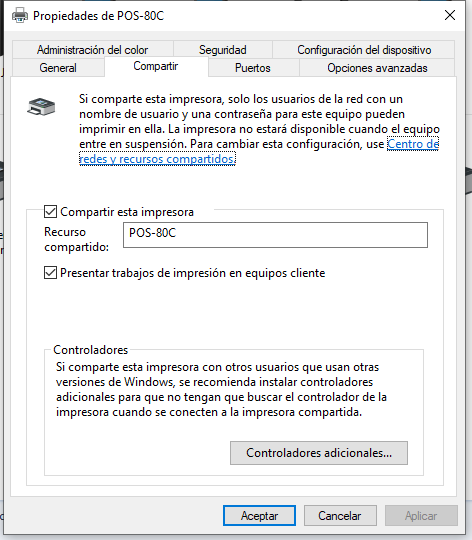 Propiedades de POS-80C
Administración del color
Seguridad
Configuración del dispositivo
General
Compartir
Puertos
Opciones avanzadas
Si comparte esta impresora, solo los usuarios de la red con un
nombre de usuario y una contraseña para este equipo pueden
imprimir en ella. La impresora no estará disponible cuando el equipo
entre en suspensión. Para cambiar esta configuración, use Centro de
redes y recursos compartidos.
Compartir esta impresora
Recurso
compartido:
POS-80C
Presentar trabajos de impresión en equipos cliente
Controladores
Si comparte esta impresora con otros usuarios que usan otras
versiones de Windows, se recomienda instalar controladores
adicionales para que no tengan que buscar el controlador de la
impresora cuando se conecten a la impresora compartida.
Controladores adicionales...
Aceptar
Cancelar
Aplicar